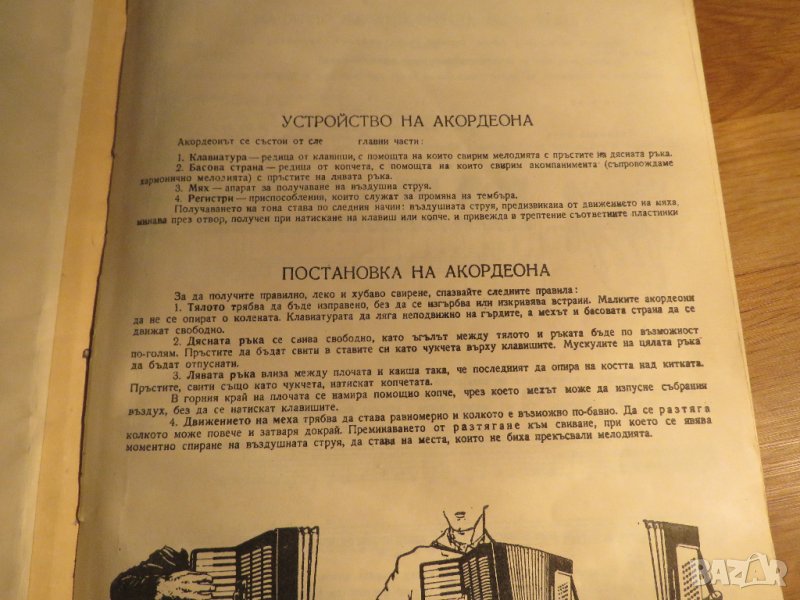 УСТРОЙСТВО НА АКОРДЕОНА
Акордеонът се състои от сле главни части:
1. Клавиатура — редица от клавиши, с помощта на които свирим мелодията с пръстите на дясната ръка.
2. Басова страна — редица от копчета, с помощта на които свирим акомпанимента (съпровождаме
хармонично мелодията) с пръстите на лявата ръка.
3. Мях — апарат за получаване на въздушна струя.
4. Регистри — приспособления, които служат за промяна на тембъра.
Получаването на тона става по следния начин: въздушната струя, предизвикана от движението на мяха,
минава през отвор, получен при натискане на клавиш или копче, и привежда в трептение съответните пластинки
ПОСТАНОВКА НА АКОРДЕОНА
За да получите правилно, леко и хубаво свирене, спазвайте следните правила:
1. Тялото трябва да бъде изправено, без да се изгърбва или изкривява встрани. Малките акордеони
да не се опират о колената. Клавиатурата да ляга неподвижно на гърдите, а мехът и басовата страна да се
движат свободно.
2. Дясната ръка се сваива свободно, като ъгълът между тялото и ръката бъде по възможност
по-голям. Пръстите да бъдат свити в ставите си като чукчета върху клавишите. Мускулите на цялата ръка
да бъдат отпуснати.
3. Лявата ръка влиза между плочата и каиша така, че последният да опира на костта над китката.
Пръстите, свити също като чукчета, натискат копчетата.
В горния край на плочата се намира помощно копче, чрез което мехът може да изпусне събрания
въздух, без да се натискат клавишите.
4. Движението на меха трябва да става равномерно и колкото е възможно по-бавно. Да се разтяга
колкото може повече и затваря докрай. Преминаването от разтягане към свиване, при което се явява
моментно спиране на въздушната струя, да става на места, които не биха прекъсвали мелодията.
BAZAR
bg